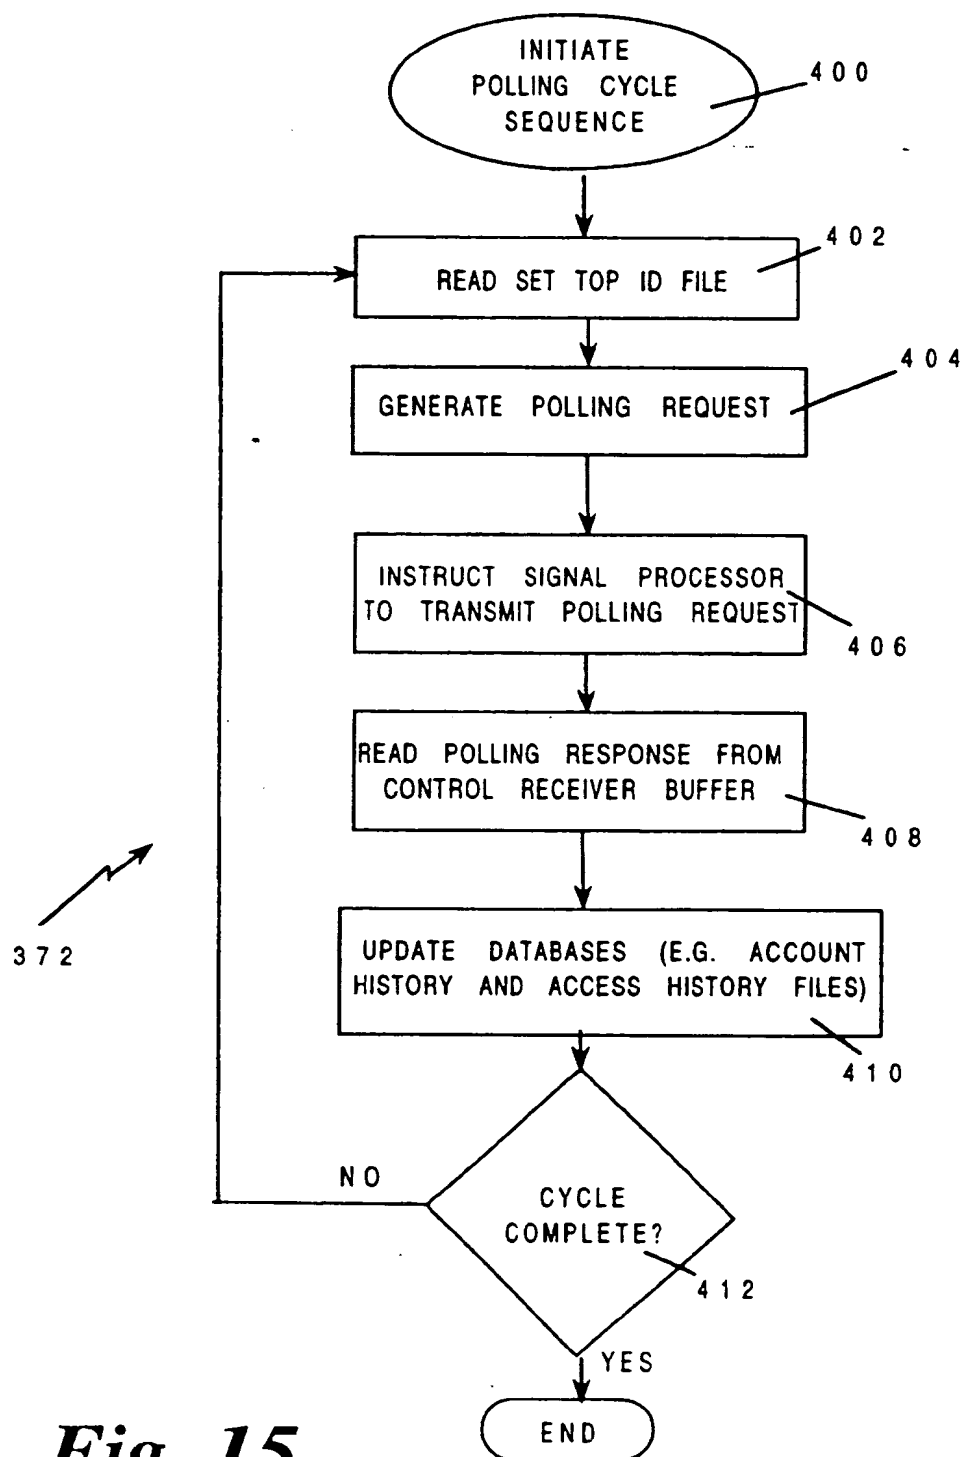 INITIATE
POLLING CYCLE
SEQUENCE
400
402
READ SET TOP ID FILE
404
GENERATE POLLING REQUEST
INSTRUCT SIGNAL PROCESSOR
TO TRANSMIT POLLING REQUEST
406
READ POLLING RESPONSE FROM
CONTROL RECEIVER BUFFER
408
372
UPDATE DATABASES (E.G. ACCOUNT
HISTORY AND ACCESS HISTORY FILES)
410
NO
CYCLE
COMPLETE?
412
YES
END
Fig. 15